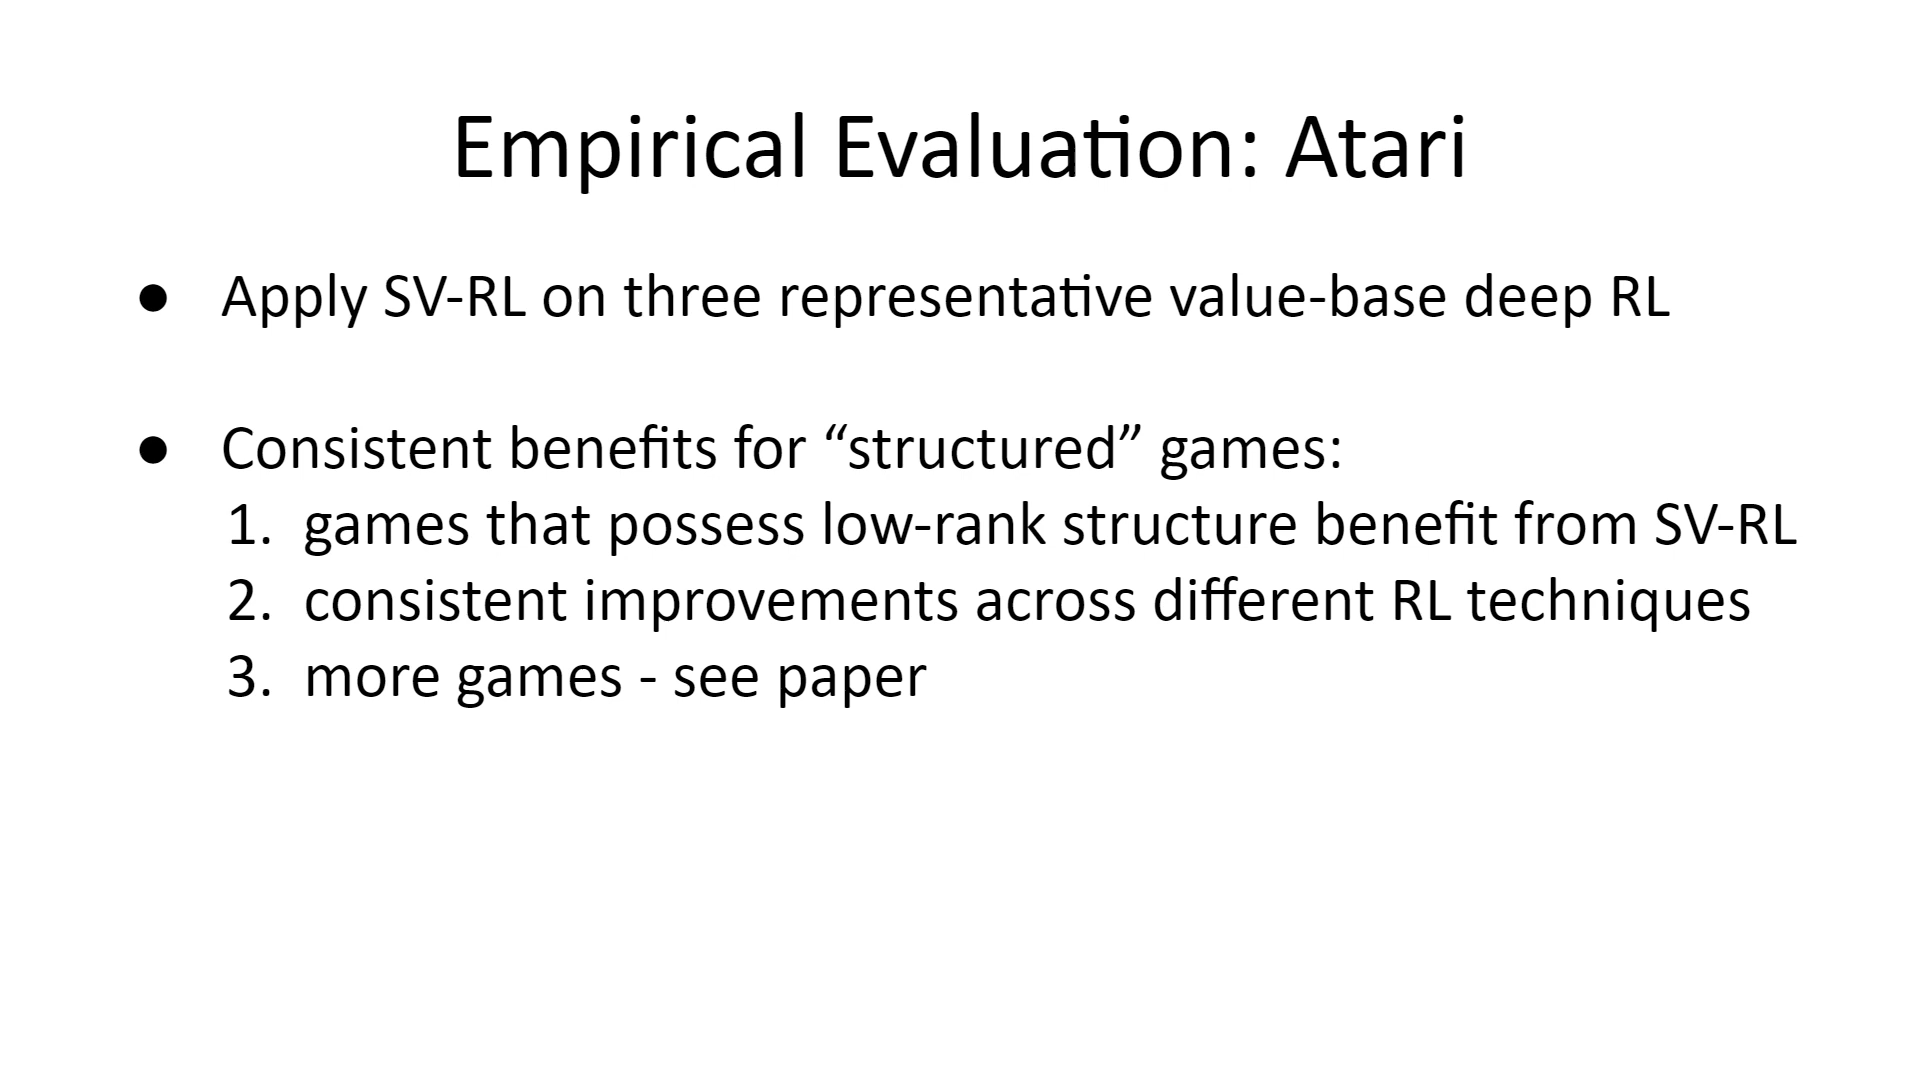 Empirical Evaluation: Atari
● Apply SV-RL on three representative value-base deep RL
● Consistent benefits for “structured” games:
1. games that possess low-rank structure benefit from SV-RL
2. consistent improvements across different RL techniques
3. more games - see paper